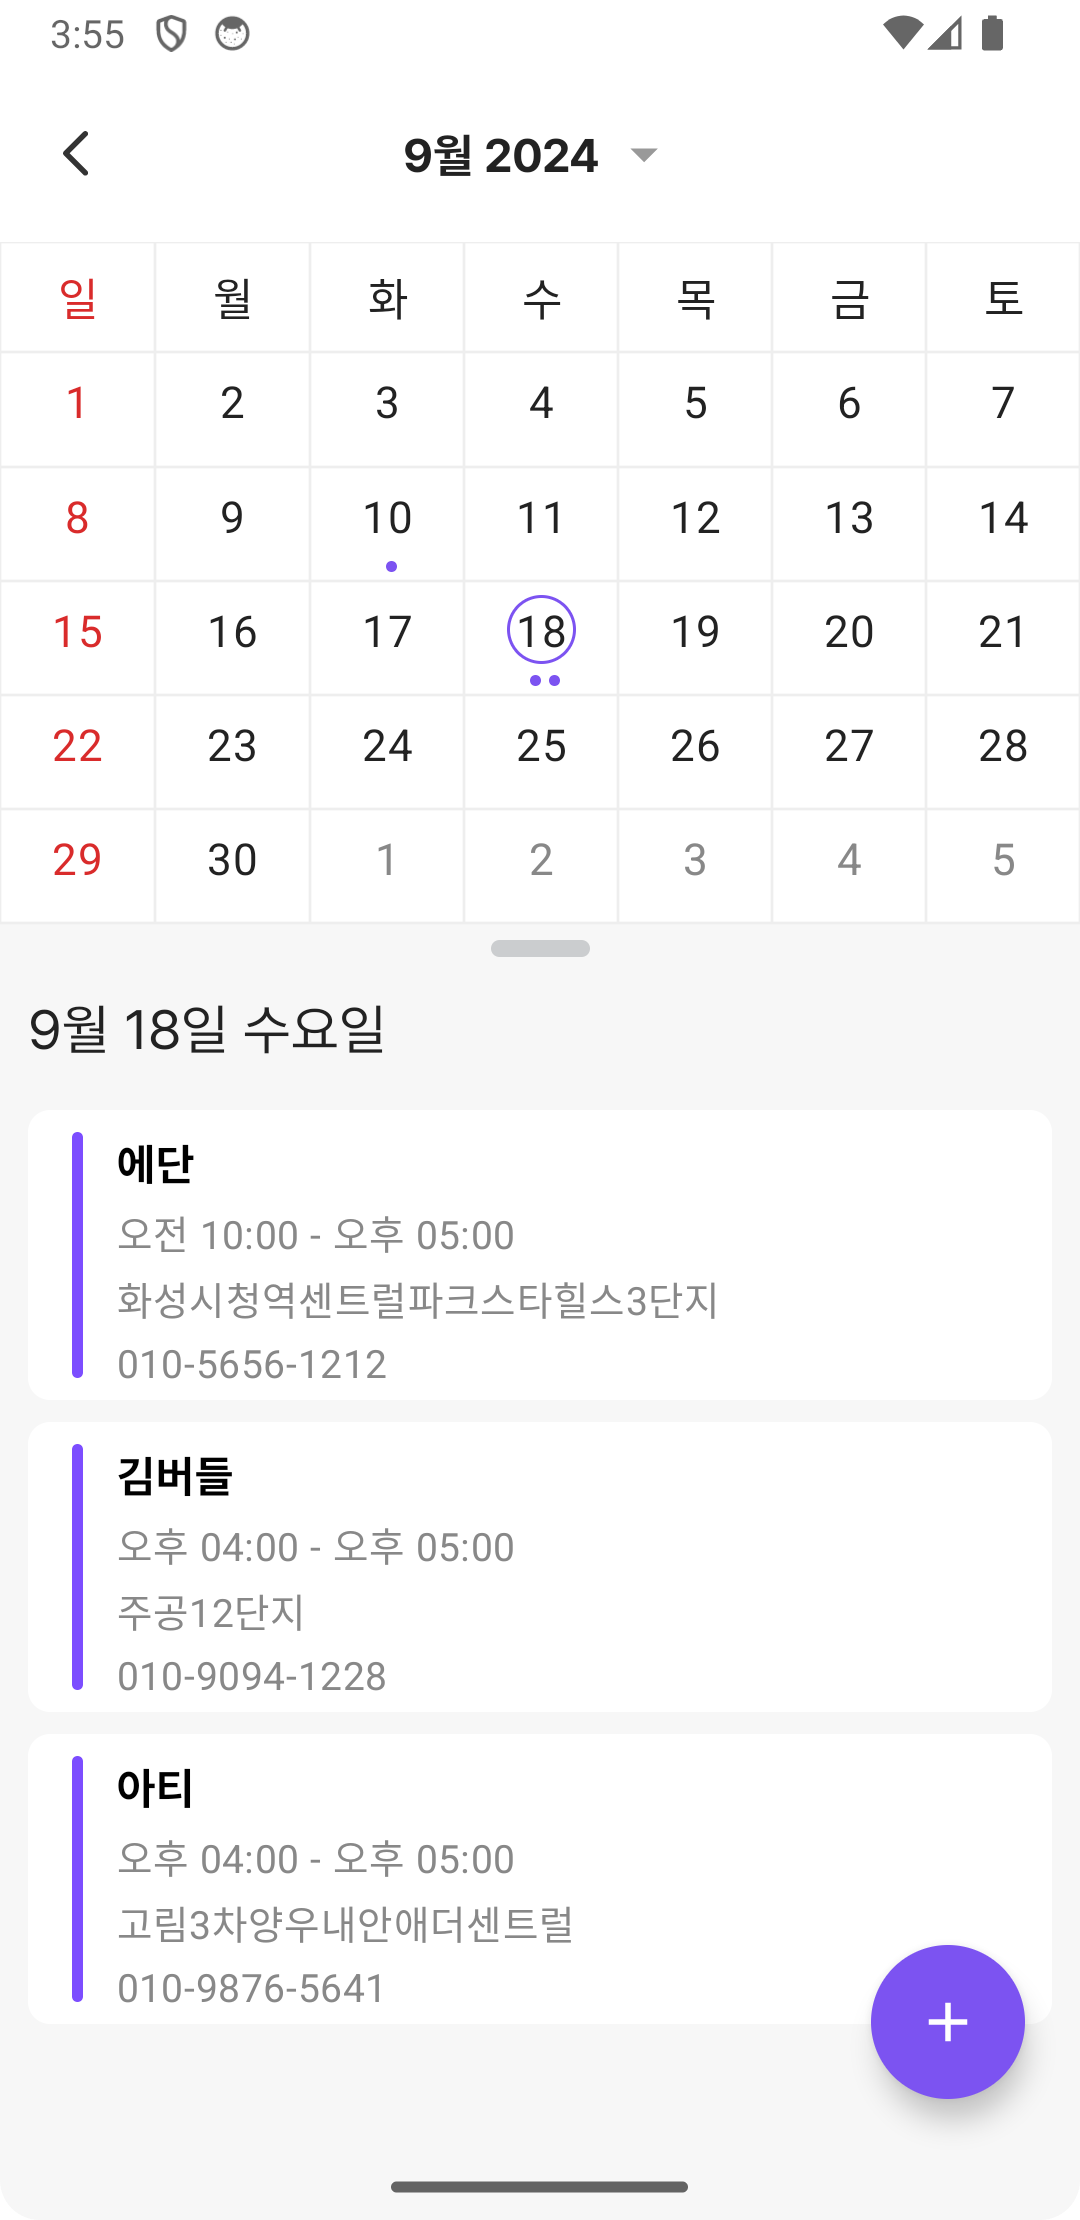 3:55
9월 2024
일 월 화 수 목 금 토
1 2 3 4 5 6 7
8 9 10 11 12 13 14
15 16 17 18 19 20 21
22 23 24 25 26 27 28
29 30 1 2 3 4 5
9월 18일 수요일
에단
오전 10:00 - 오후 05:00
화성시청역센트럴파크스타힐스3단지
010-5656-1212
김버들
오후 04:00 - 오후 05:00
주공12단지
010-9094-1228
아티
오후 04:00 - 오후 05:00
고림3차양우내안애더센트럴
010-9876-5641
+